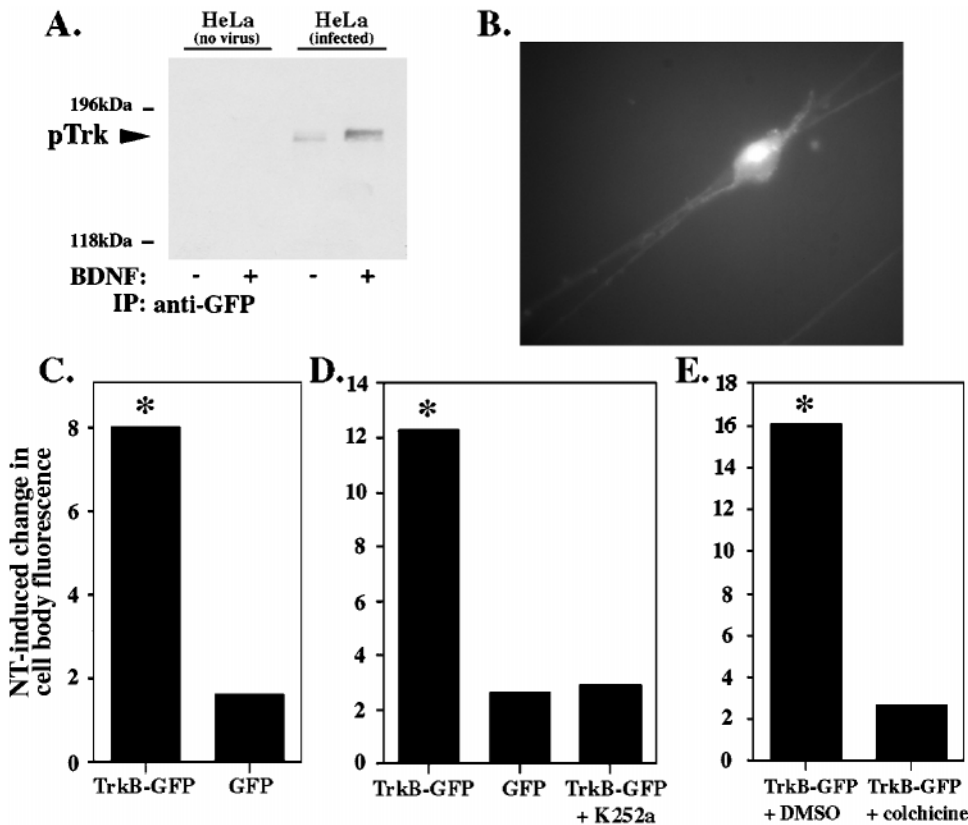 A.
HeLa
(no virus)
HeLa
(infected)
196kDa
pTrk
118kDa
BDNF: - + - +
IP: anti-GFP
B.
C.
NT-induced change in
cell body fluorescence
8
6
4
2
0
*
TrkB-GFP
GFP
D.
14
12
10
8
6
4
2
0
*
TrkB-GFP
GFP
TrkB-GFP
+ K252a
E.
18
16
14
12
10
8
6
4
2
0
*
TrkB-GFP
+ DMSO
TrkB-GFP
+ colchicine